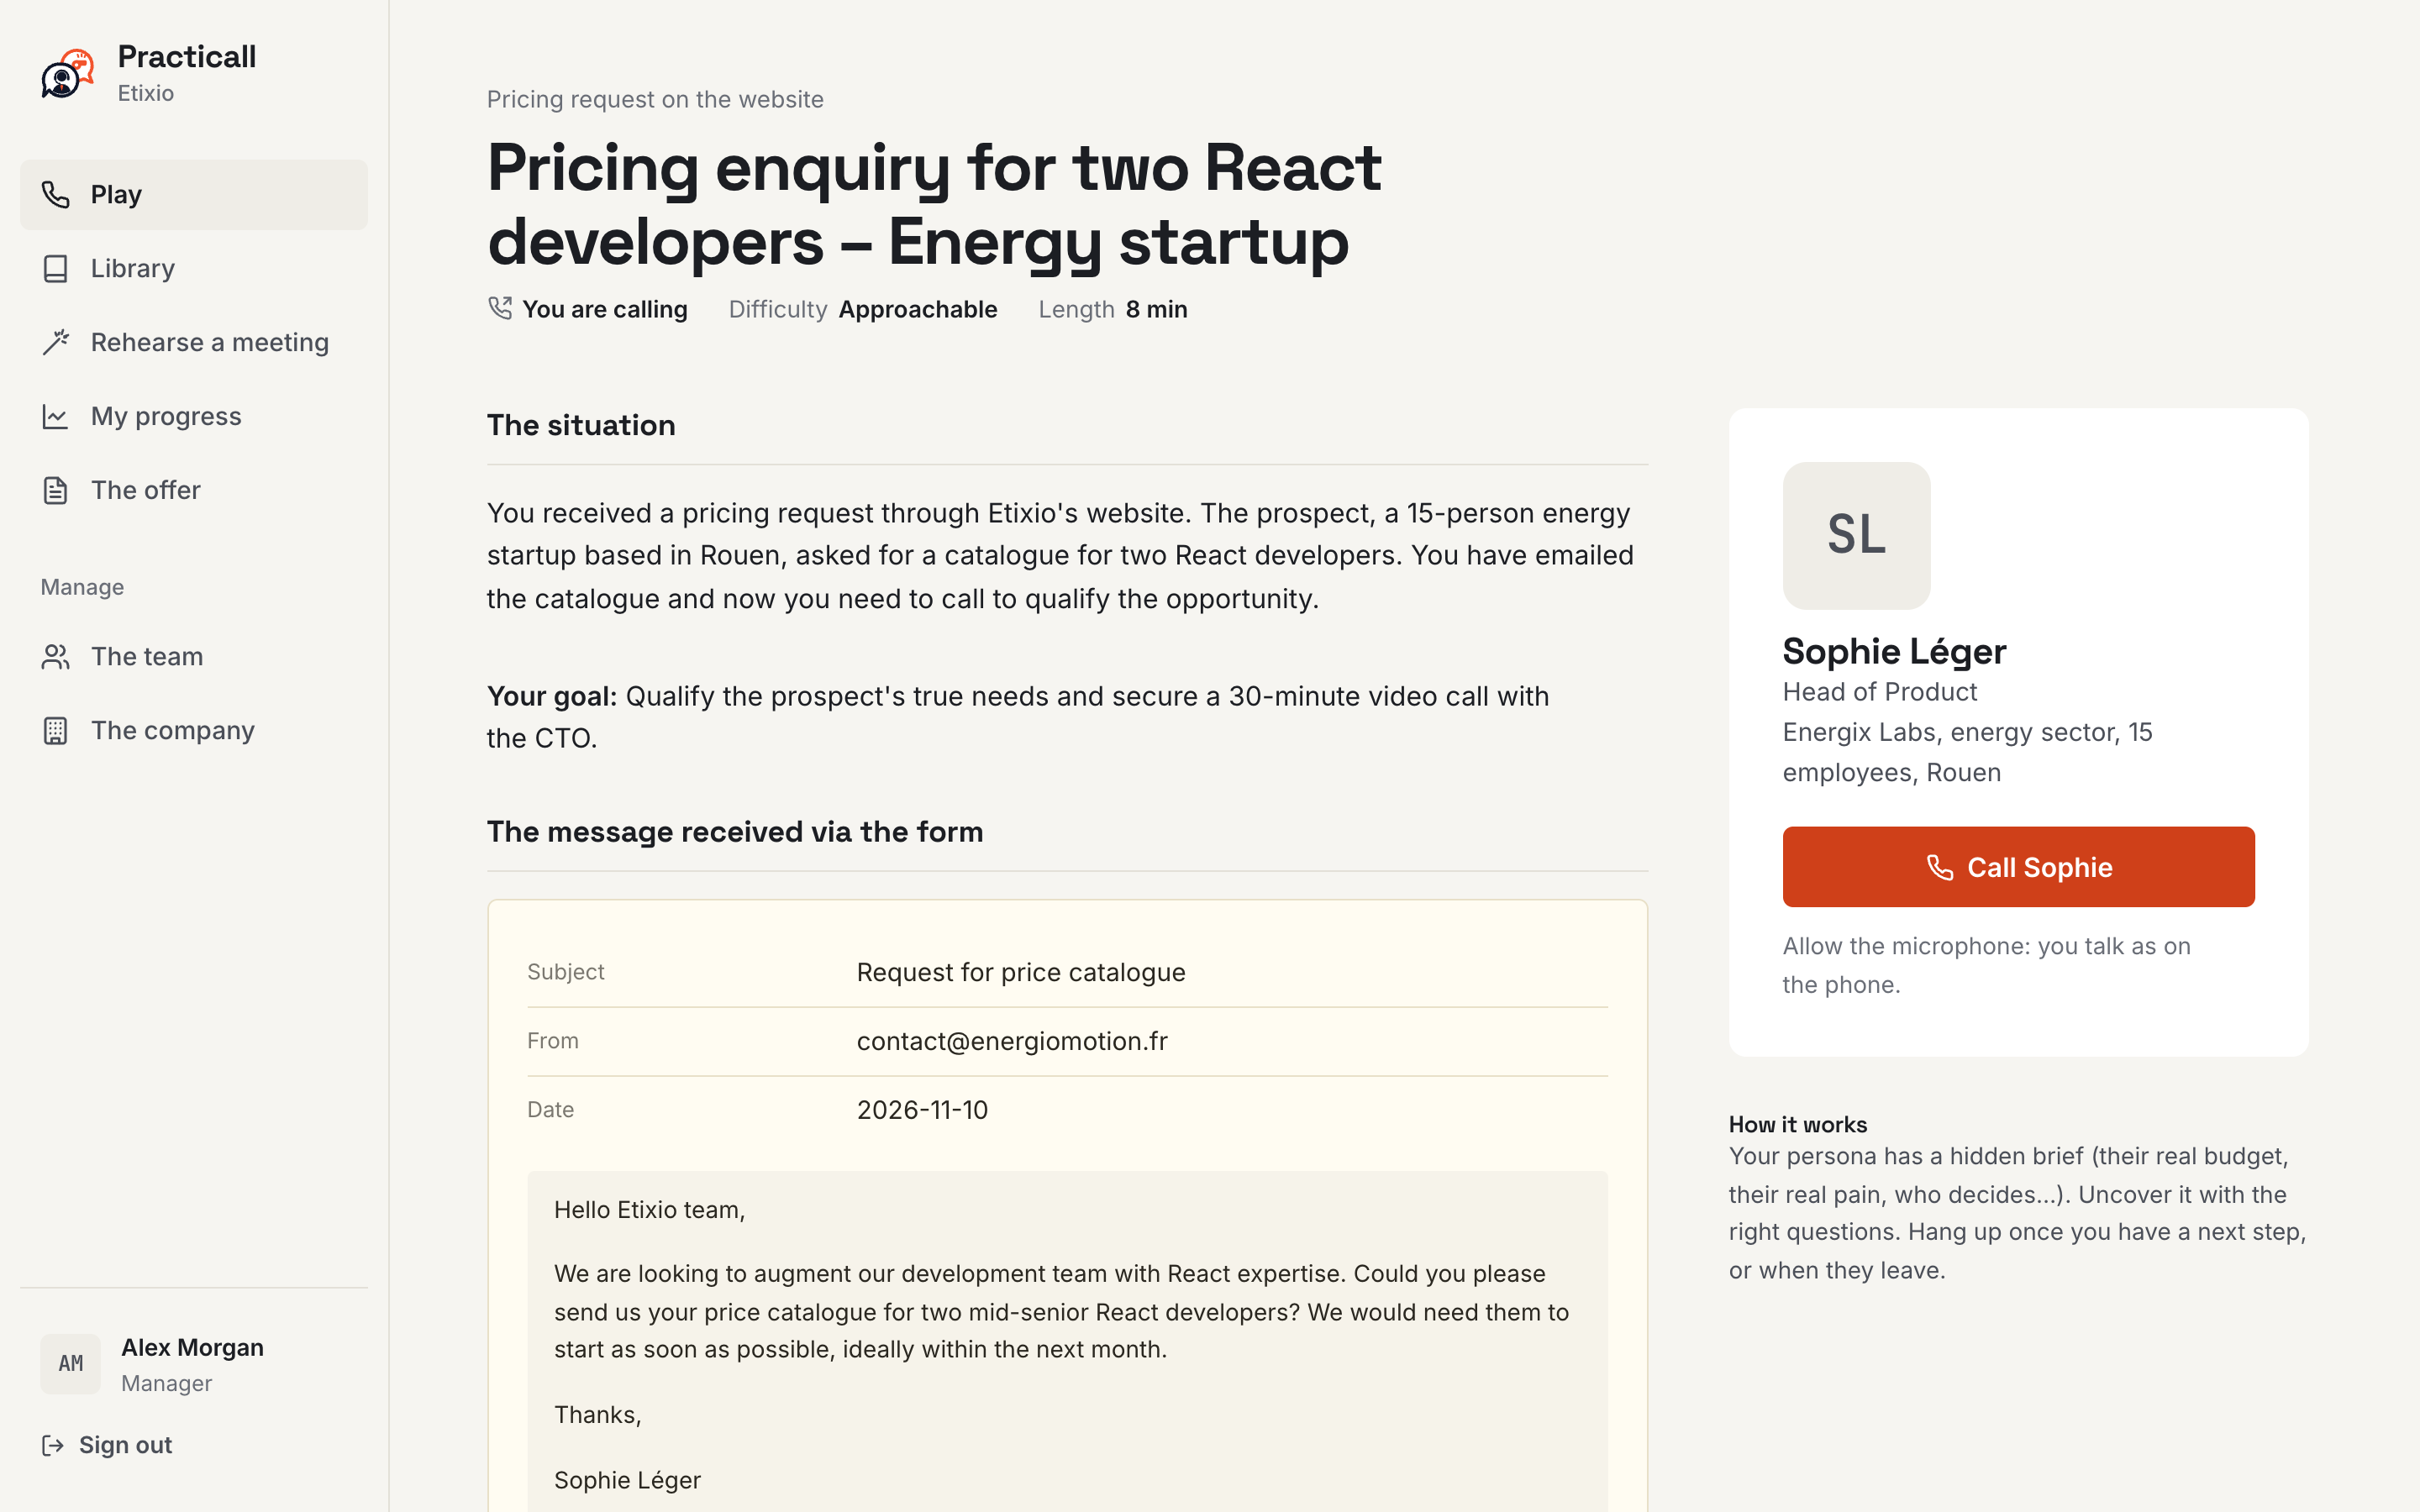 Practicall
Etixio
Play
Library
Rehearse a meeting
My progress
The offer
Manage
The team
The company
AM
Alex Morgan
Manager
Sign out
Pricing request on the website
Pricing enquiry for two React
developers – Energy startup
You are calling Difficulty Approachable Length 8 min
The situation
You received a pricing request through Etixio's website. The prospect, a 15-person energy
startup based in Rouen, asked for a catalogue for two React developers. You have emailed
the catalogue and now you need to call to qualify the opportunity.
Your goal: Qualify the prospect's true needs and secure a 30-minute video call with
the CTO.
The message received via the form
Subject Request for price catalogue
From contact@energiomotion.fr
Date 2026-11-10
Hello Etixio team,
We are looking to augment our development team with React expertise. Could you please
send us your price catalogue for two mid-senior React developers? We would need them to
start as soon as possible, ideally within the next month.
Thanks,
Sophie Léger
SL
Sophie Léger
Head of Product
Energix Labs, energy sector, 15
employees, Rouen
Call Sophie
Allow the microphone: you talk as on
the phone.
How it works
Your persona has a hidden brief (their real budget,
their real pain, who decides...). Uncover it with the
right questions. Hang up once you have a next step,
or when they leave.